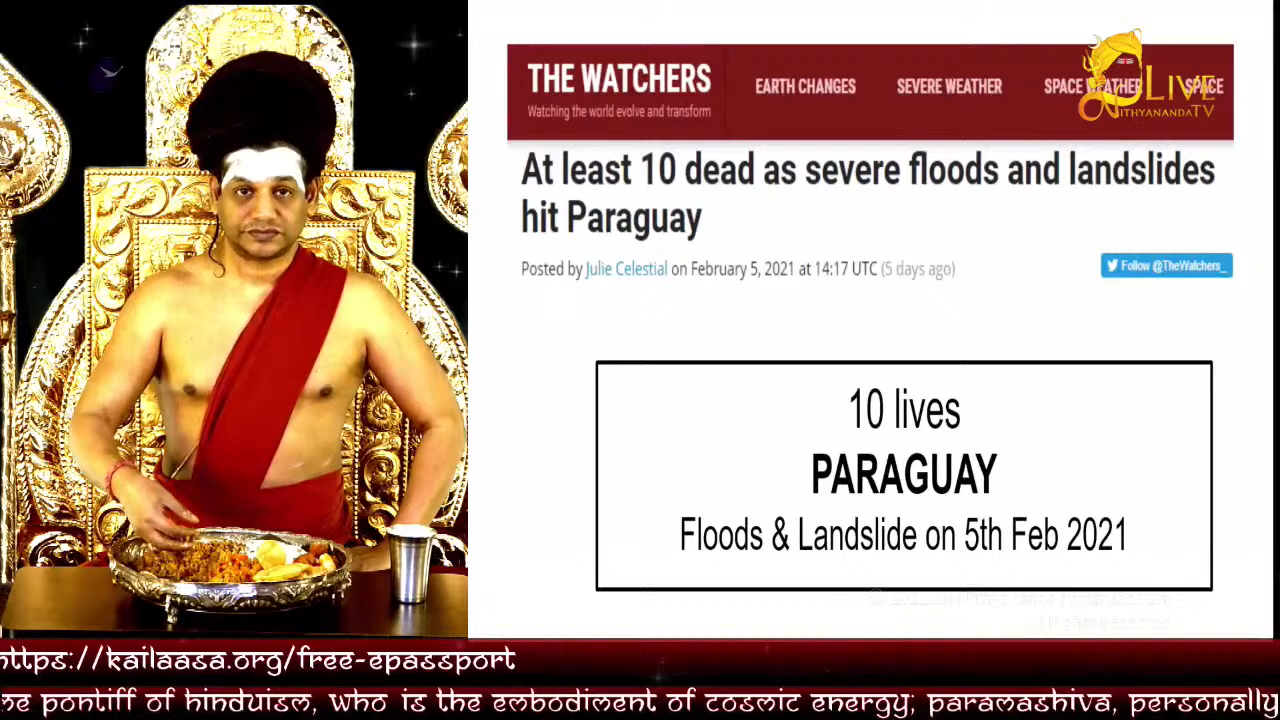 THE WATCHERS
Watching the world evolve and transform
EARTH CHANGES
SEVERE WEATHER
SPACE WEATHER
SPACE
LIVE
NITHYANANDA TV
At least 10 dead as severe floods and landslides
hit Paraguay
Posted by Julie Celestial on February 5, 2021 at 14:17 UTC (5 days ago)
Follow @TheWatchers_
10 lives
PARAGUAY
Floods & Landslide on 5th Feb 2021
https://kailaasa.org/free-epassport
pontiff of hinduism, who is the embodiment of cosmic energy; paramashiva, personally